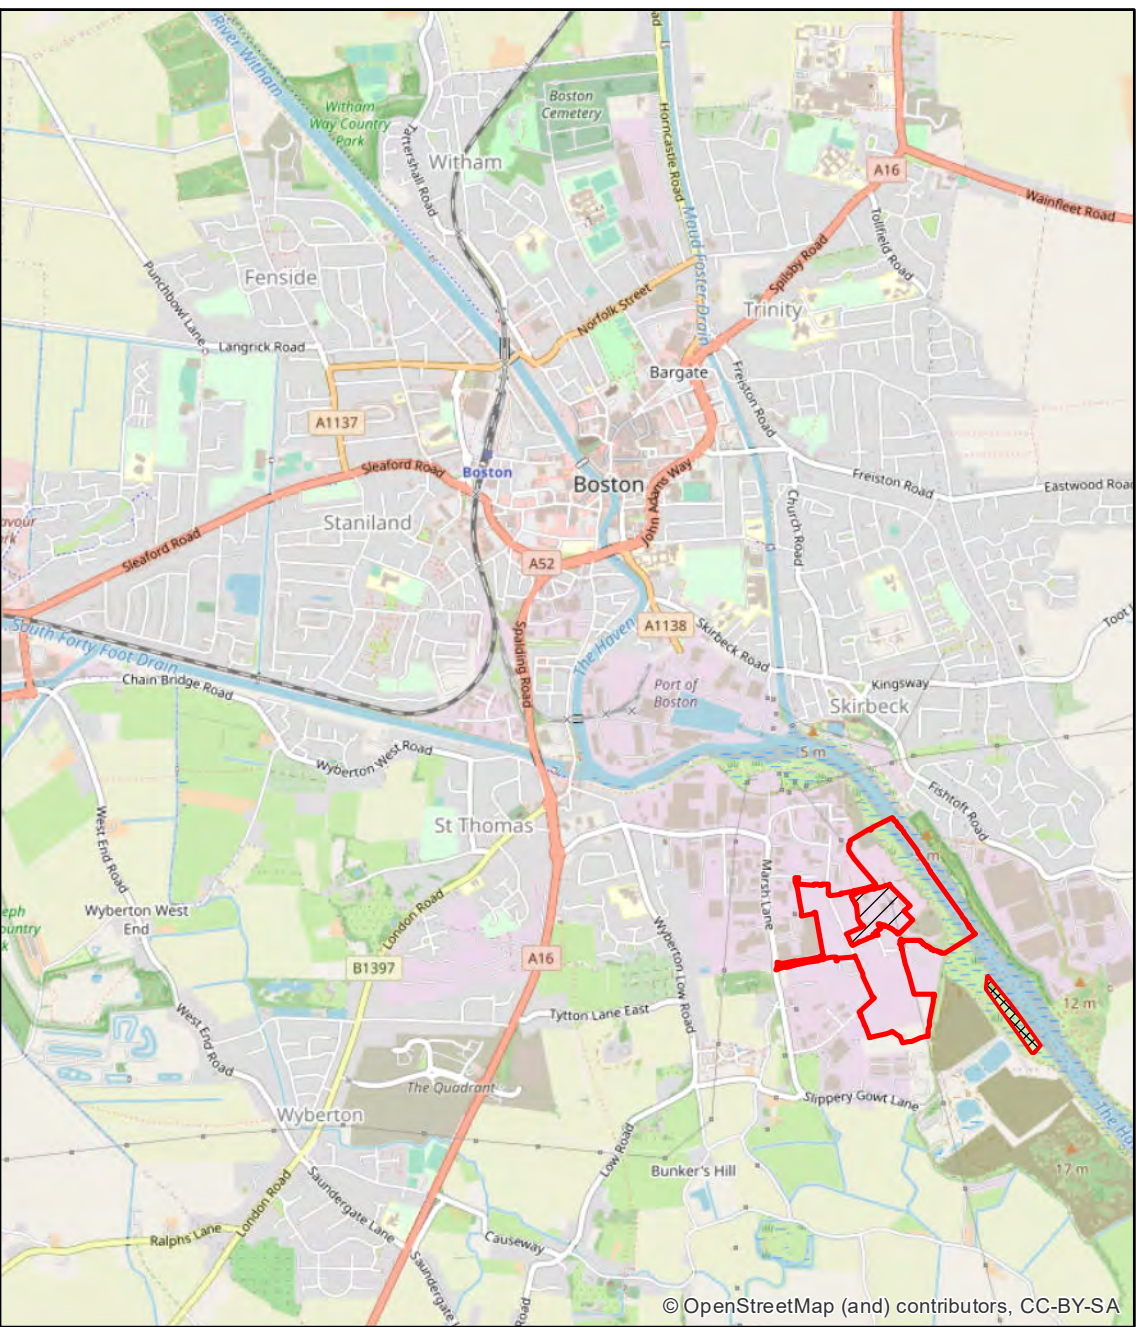 River Witham
Witham
Way Country
Park
Tattershall Road
Witham
Boston
Cemetery
Horncastle Road
Maud Foster Drain
A16
Wainfleet Road
Tollfield Road
Spilsby Road
Trinity
Fenside
Punchbowl Lane
Langrick Road
Norfolk Street
Bargate
Freiston Road
A1137
Sleaford Road
Boston
Boston
John Adams Way
Freiston Road
Eastwood Road
Staniland
Church Road
Sleaford Road
A52
A1138
Skirbeck Road
The Haven
Spalding Road
South Forty Foot Drain
Chain Bridge Road
Port of
Boston
Kingsway
Skirbeck
Toot
5 m
Wyberton West Road
Fishtoft Road
St Thomas
West End Road
Marsh Lane
m
Wyberton West
End
London Road
Wyberton Low Road
B1397
A16
12 m
West End Road
Tytton Lane East
The Quadrant
Slippery Gowt Lane
Wyberton
The Ha
Low Road
Bunker's Hill
17 m
Saundergate Lane
London Road
Ralphs Lane
Causeway
Saundergate L
Road
© OpenStreetMap (and) contributors, CC-BY-SA